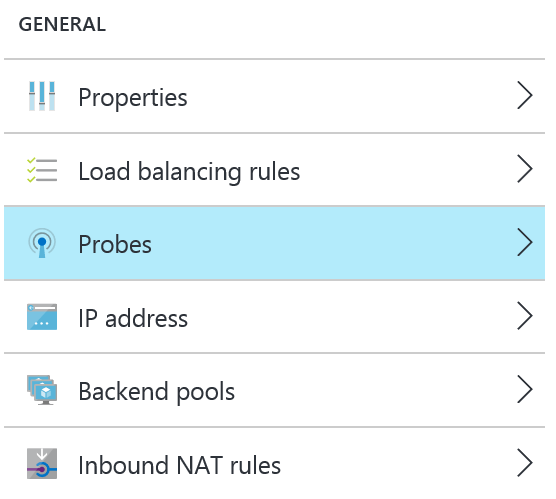 GENERAL
Properties
Load balancing rules
Probes
IP address
Backend pools
Inbound NAT rules